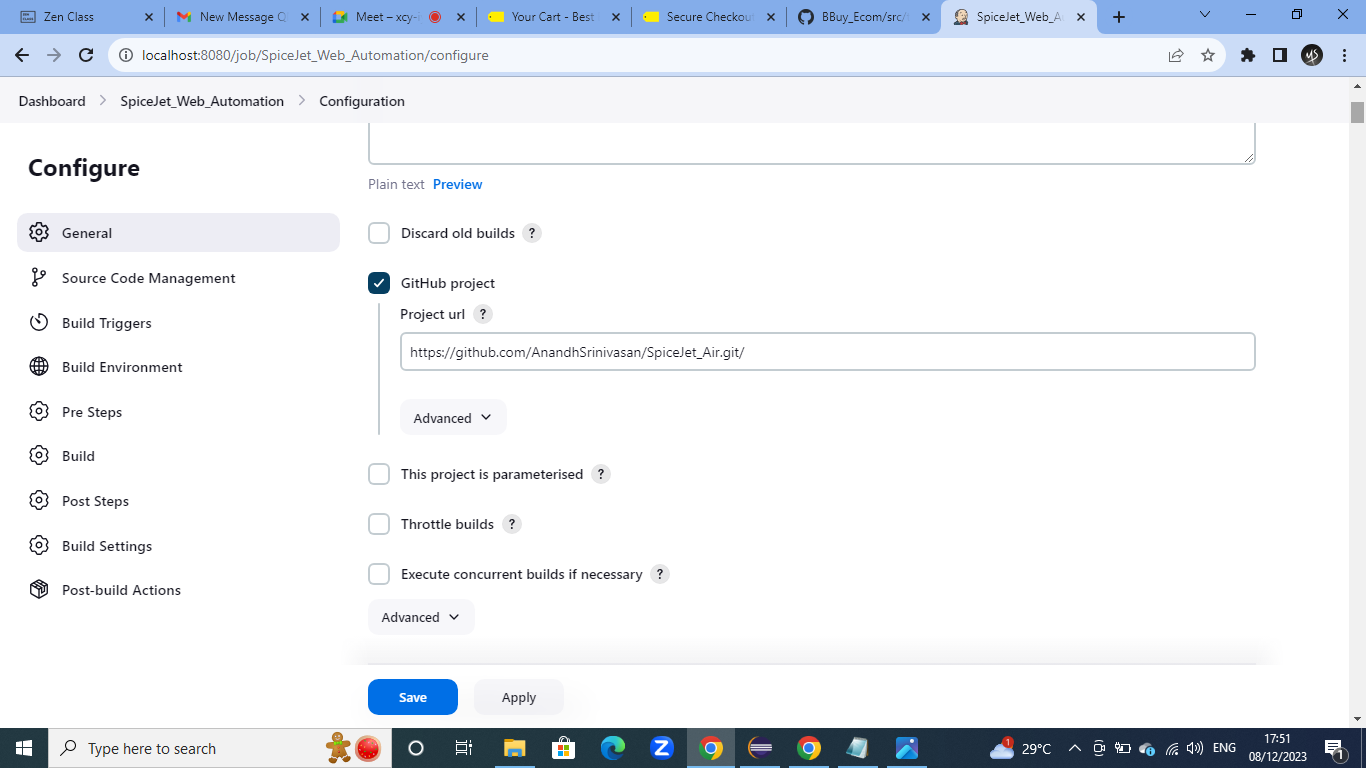 Zen Class
New Message Q
Meet – xcy-
Your Cart - Best
Secure Checkou
BBuy_Ecom/src/
SpiceJet_Web_A
localhost:8080/job/SpiceJet_Web_Automation/configure
Dashboard
SpiceJet_Web_Automation
Configuration
Configure
General
Source Code Management
Build Triggers
Build Environment
Pre Steps
Build
Post Steps
Build Settings
Post-build Actions
Plain text Preview
Discard old builds ?
GitHub project
Project url ?
https://github.com/AnandhSrinivasan/SpiceJet_Air.git/
Advanced
This project is parameterised ?
Throttle builds ?
Execute concurrent builds if necessary ?
Advanced
Save
Apply
Type here to search
1
29°C
ENG
17:51
08/12/2023
1